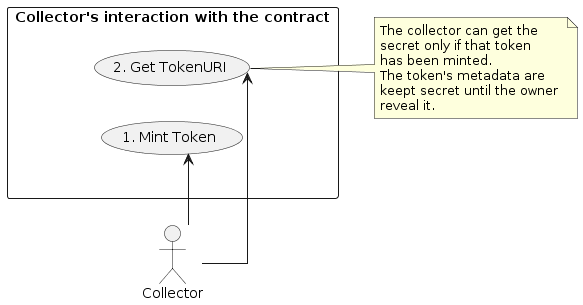 Collector's interaction with the contract
2. Get TokenURI
The collector can get the
secret only if that token
has been minted.
The token's metadata are
keept secret until the owner
reveal it.
1. Mint Token
Collector